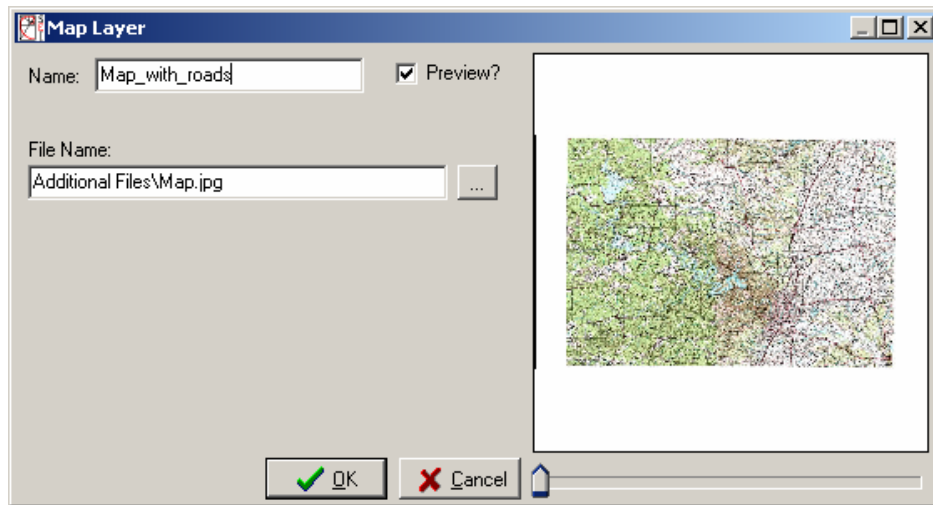 Map Layer
Name: Map_with_roads Preview?
File Name:
Additional Files\Map.jpg ...
OK Cancel